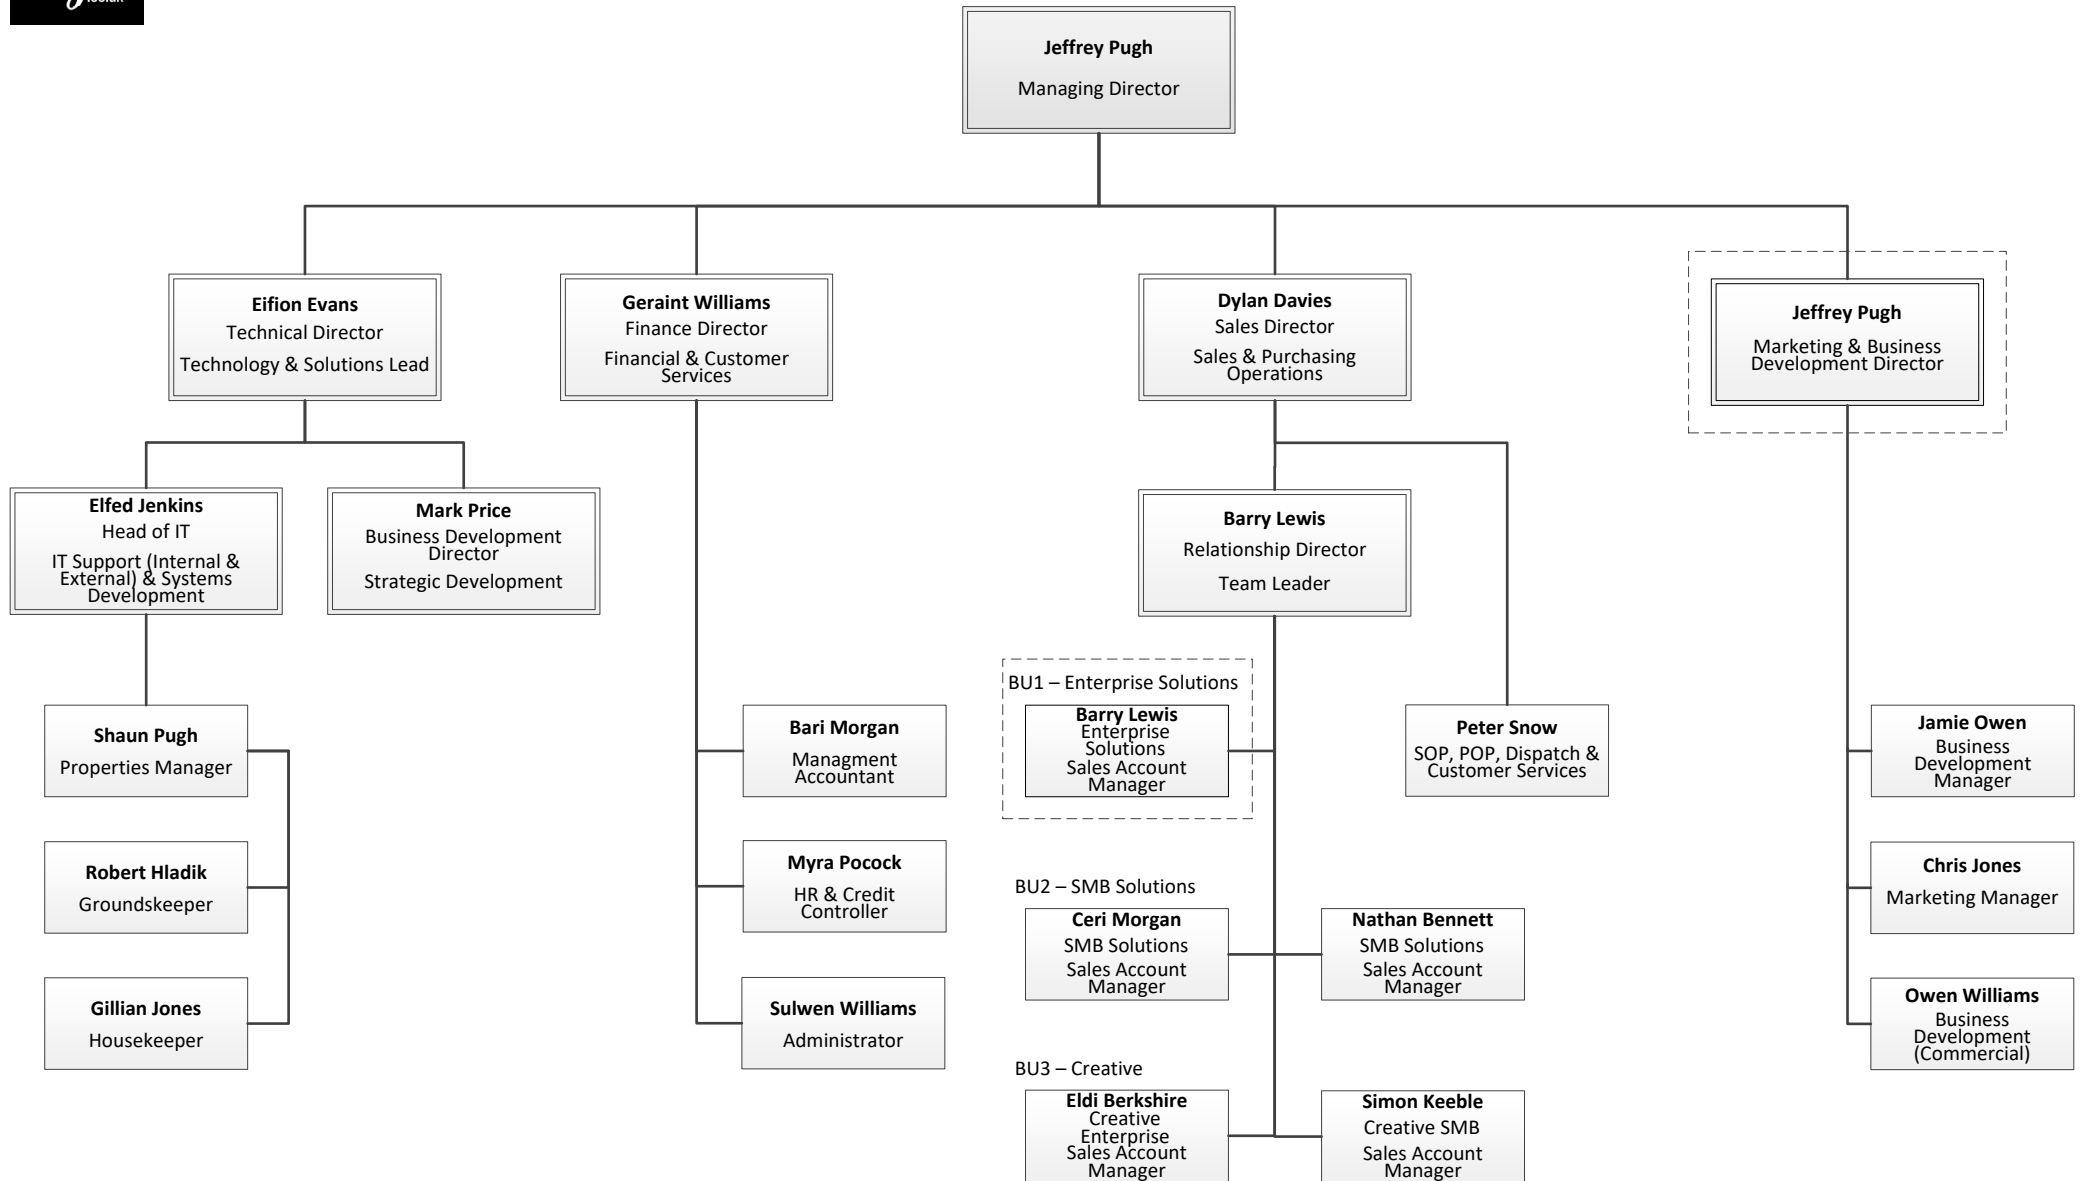 Jeffrey Pugh
Managing Director
Eifion Evans
Technical Director
Technology & Solutions Lead
Geraint Williams
Finance Director
Financial & Customer
Services
Dylan Davies
Sales Director
Sales & Purchasing
Operations
Jeffrey Pugh
Marketing & Business
Development Director
Elfed Jenkins
Head of IT
IT Support (Internal &
External) & Systems
Development
Mark Price
Business Development
Director
Strategic Development
Barry Lewis
Relationship Director
Team Leader
Shaun Pugh
Properties Manager
Robert Hladik
Groundskeeper
Gillian Jones
Housekeeper
Bari Morgan
Managment
Accountant
Myra Pocock
HR & Credit
Controller
Sulwen Williams
Administrator
BU1 – Enterprise Solutions
Barry Lewis
Enterprise
Solutions
Sales Account
Manager
Peter Snow
SOP, POP, Dispatch &
Customer Services
BU2 – SMB Solutions
Ceri Morgan
SMB Solutions
Sales Account
Manager
Nathan Bennett
SMB Solutions
Sales Account
Manager
BU3 – Creative
Eldi Berkshire
Creative
Enterprise
Sales Account
Manager
Simon Keeble
Creative SMB
Sales Account
Manager
Jamie Owen
Business
Development
Manager
Chris Jones
Marketing Manager
Owen Williams
Business
Development
(Commercial)